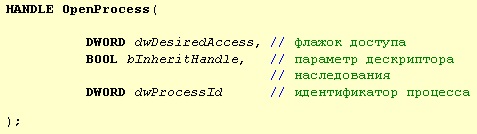 HANDLE OpenProcess(
DWORD dwDesiredAccess, // флажок доступа
BOOL bInheritHandle, // параметр дескриптора
// наследования
DWORD dwProcessId // идентификатор процесса
);